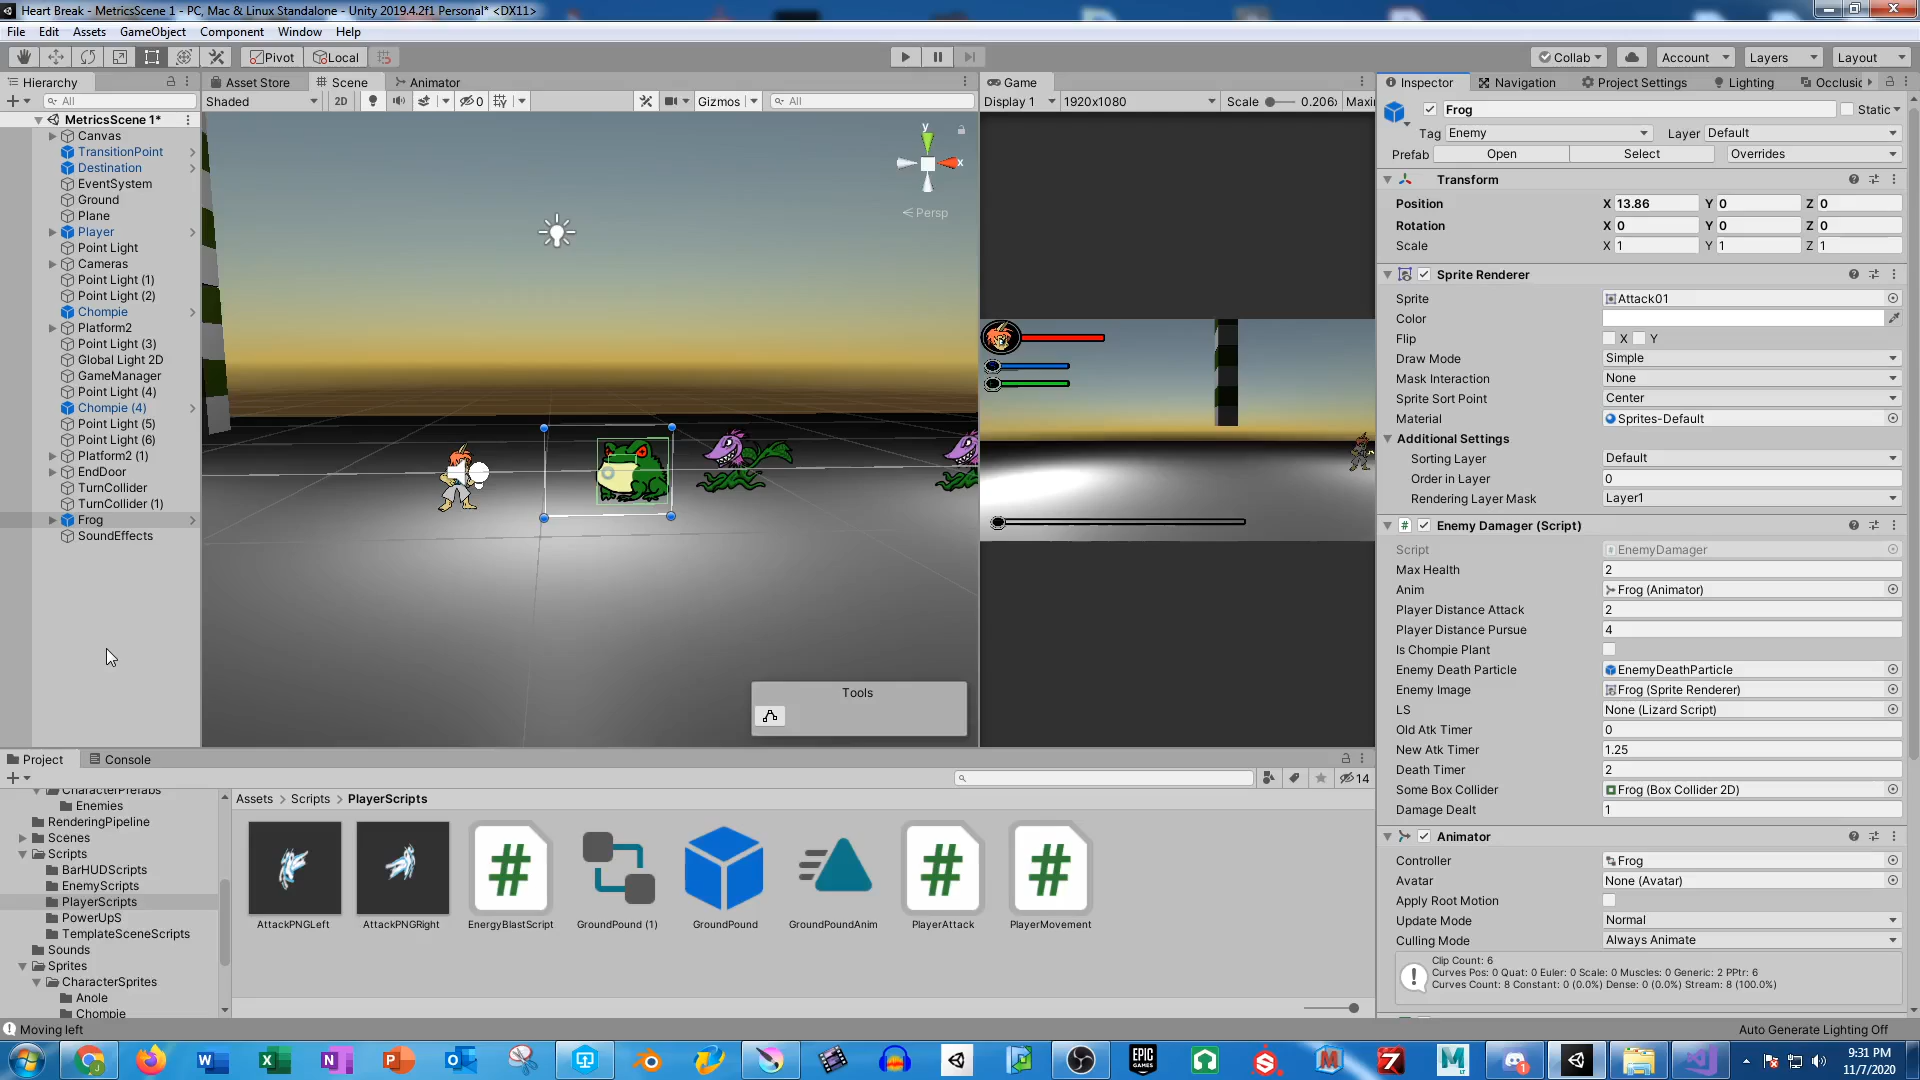 Heart Break - MetricsScene 1 - PC, Mac & Linux Standalone - Unity 2019.4.2f1 Personal* <DX11>
File Edit Assets GameObject Component Window Help
Pivot Local Collab Account Layers Layout
Hierarchy
All
MetricsScene 1*
Canvas
TransitionPoint
Destination
EventSystem
Ground
Plane
Player
Point Light
Cameras
Point Light (1)
Point Light (2)
Chompie
Platform2
Point Light (3)
Global Light 2D
GameManager
Point Light (4)
Chompie (4)
Point Light (5)
Point Light (6)
Platform2 (1)
EndDoor
TurnCollider
TurnCollider (1)
Frog
SoundEffects
Asset Store Scene Animator
Shaded 2D 0 Gizmos All
y
x
Persp
Tools
Game
Display 1 1920x1080 Scale 0.206 Maxi
Inspector Navigation Project Settings Lighting Occlusic
Frog Static
Tag Enemy Layer Default
Prefab Open Select Overrides
Transform
Position X 13.86 Y 0 Z 0
Rotation X 0 Y 0 Z 0
Scale X 1 Y 1 Z 1
Sprite Renderer
Sprite Attack01
Color
Flip X Y
Draw Mode Simple
Mask Interaction None
Sprite Sort Point Center
Material Sprites-Default
Additional Settings
Sorting Layer Default
Order in Layer 0
Rendering Layer Mask Layer1
Enemy Damager (Script)
Script EnemyDamager
Max Health 2
Anim Frog (Animator)
Player Distance Attack 2
Player Distance Pursue 4
Is Chompie Plant
Enemy Death Particle EnemyDeathParticle
Enemy Image Frog (Sprite Renderer)
LS None (Lizard Script)
Old Atk Timer 0
New Atk Timer 1.25
Death Timer 2
Some Box Collider Frog (Box Collider 2D)
Damage Dealt 1
Animator
Controller Frog
Avatar None (Avatar)
Apply Root Motion
Update Mode Normal
Culling Mode Always Animate
Clip Count: 6
Curves Pos: 0 Quat: 0 Euler: 0 Scale: 0 Muscles: 0 Generic: 2 PPtr: 6
Curves Count: 8 Constant: 0 (0.0%) Dense: 0 (0.0%) Stream: 8 (100.0%)
Project Console
14
CharacterPrefabs
Enemies
RenderingPipeline
Scenes
Scripts
BarHUDScripts
EnemyScripts
PlayerScripts
PowerUpS
TemplateSceneScripts
Sounds
Sprites
CharacterSprites
Anole
Chompie
Assets > Scripts > PlayerScripts
AttackPNGLeft AttackPNGRight EnergyBlastScript GroundPound (1) GroundPound GroundPoundAnim PlayerAttack PlayerMovement
Moving left
Auto Generate Lighting Off
9:31 PM
11/7/2020